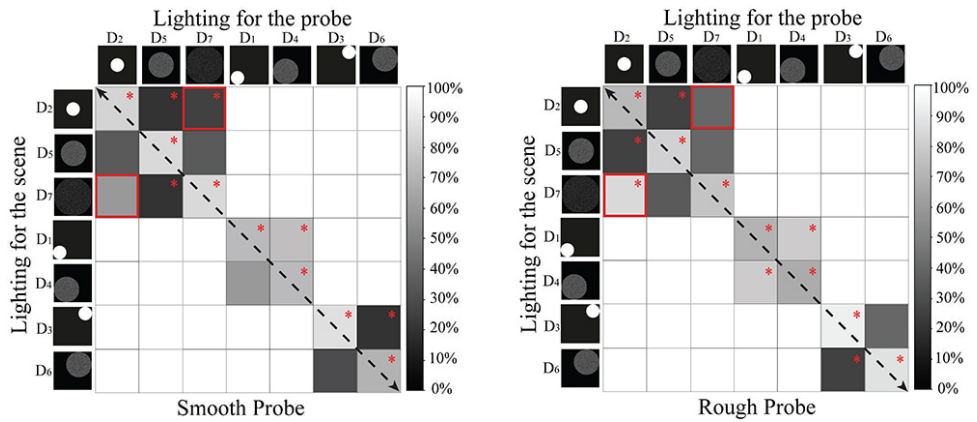 Lighting for the probe
D2 D5 D7 D1 D4 D3 D6
Lighting for the scene
D2
D5
D7
D1
D4
D3
D6
* * *
*
* *
* *
*
* *
*
100%
90%
80%
70%
60%
50%
40%
30%
20%
10%
0%
Smooth Probe
Lighting for the probe
D2 D5 D7 D1 D4 D3 D6
Lighting for the scene
D2
D5
D7
D1
D4
D3
D6
* *
* *
*
* *
* *
*
* *
100%
90%
80%
70%
60%
50%
40%
30%
20%
10%
0%
Rough Probe